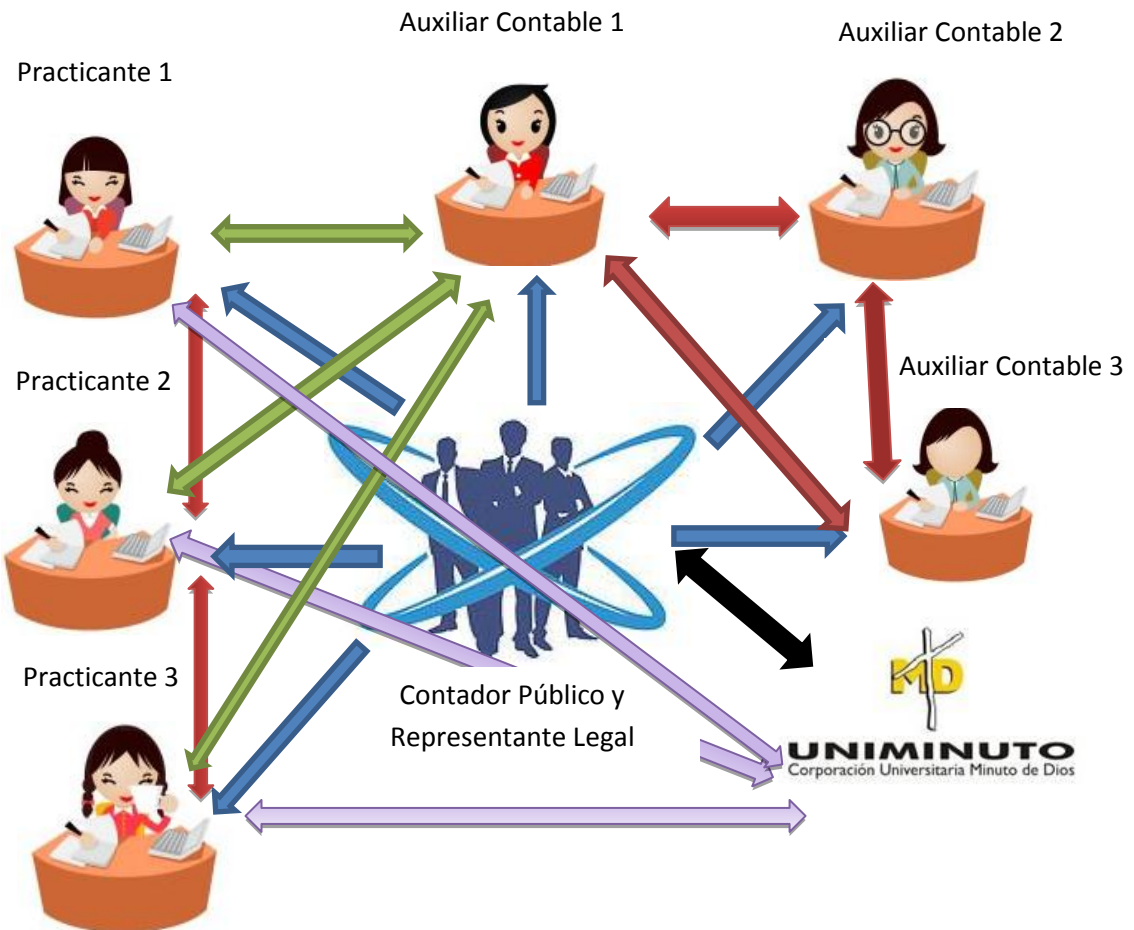 Auxiliar Contable 1
Auxiliar Contable 2
Practicante 1
Practicante 2
Auxiliar Contable 3
Practicante 3
Contador Público y
Representante Legal
MD
UNIMINUTO
Corporación Universitaria Minuto de Dios